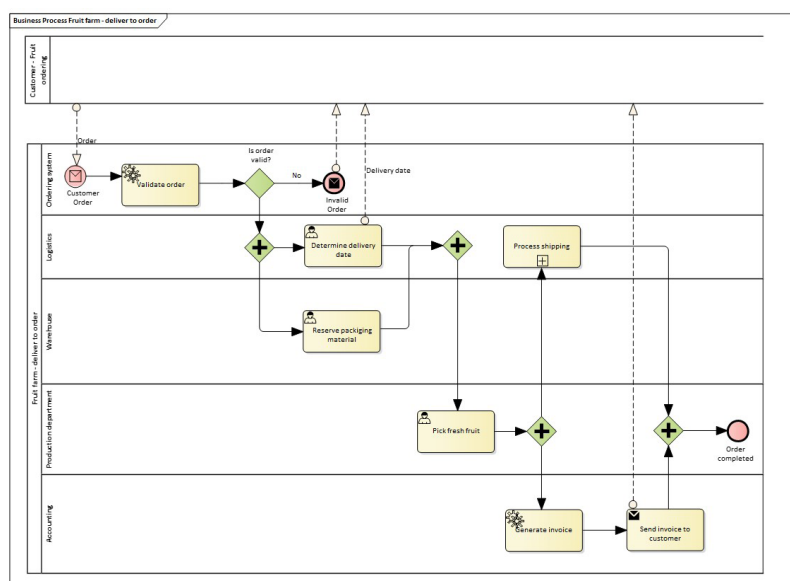 Business Process Fruit farm - deliver to order
Customer - Fruit
ordering
Order
Fruit farm - deliver to order
Ordering system
Customer
Order
Validate order
Is order
valid?
No
Invalid
Order
Delivery date
Logistics
Determine delivery
date
Process shipping
Warehouse
Reserve packiging
material
Production department
Pick fresh fruit
Order
completed
Accounting
Generate invoice
Send invoice to
customer